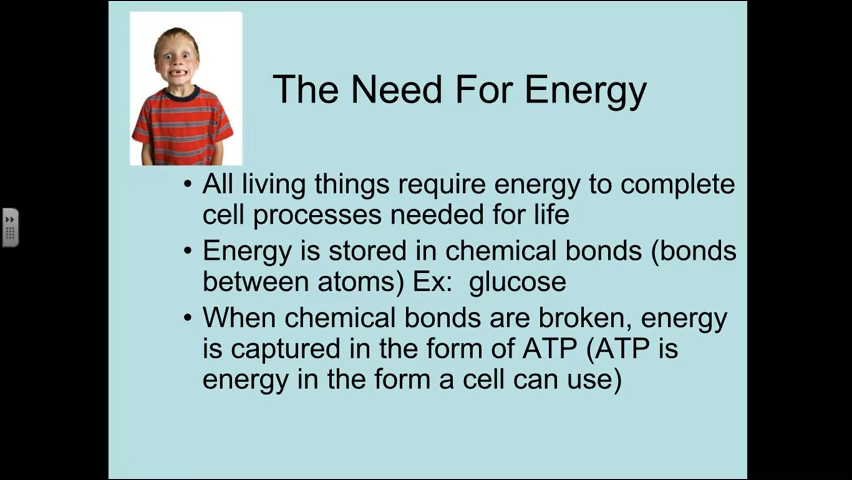 The Need For Energy
• All living things require energy to complete
cell processes needed for life
• Energy is stored in chemical bonds (bonds
between atoms) Ex:  glucose
• When chemical bonds are broken, energy
is captured in the form of ATP (ATP is
energy in the form a cell can use)